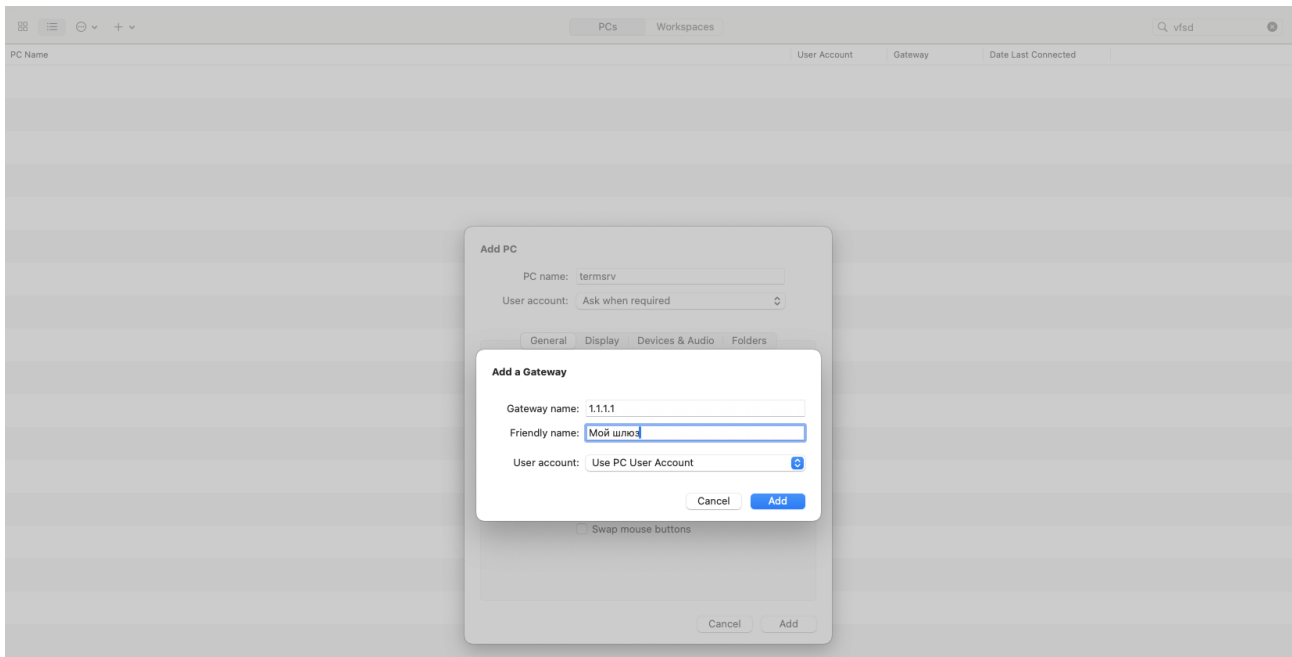 PCs Workspaces vfsd
PC Name User Account Gateway Date Last Connected
Add PC
PC name: termsrv
User account: Ask when required
General Display Devices & Audio Folders
Add a Gateway
Gateway name: 1.1.1.1
Friendly name: Мой шлюз
User account: Use PC User Account
Cancel Add
Swap mouse buttons
Cancel Add